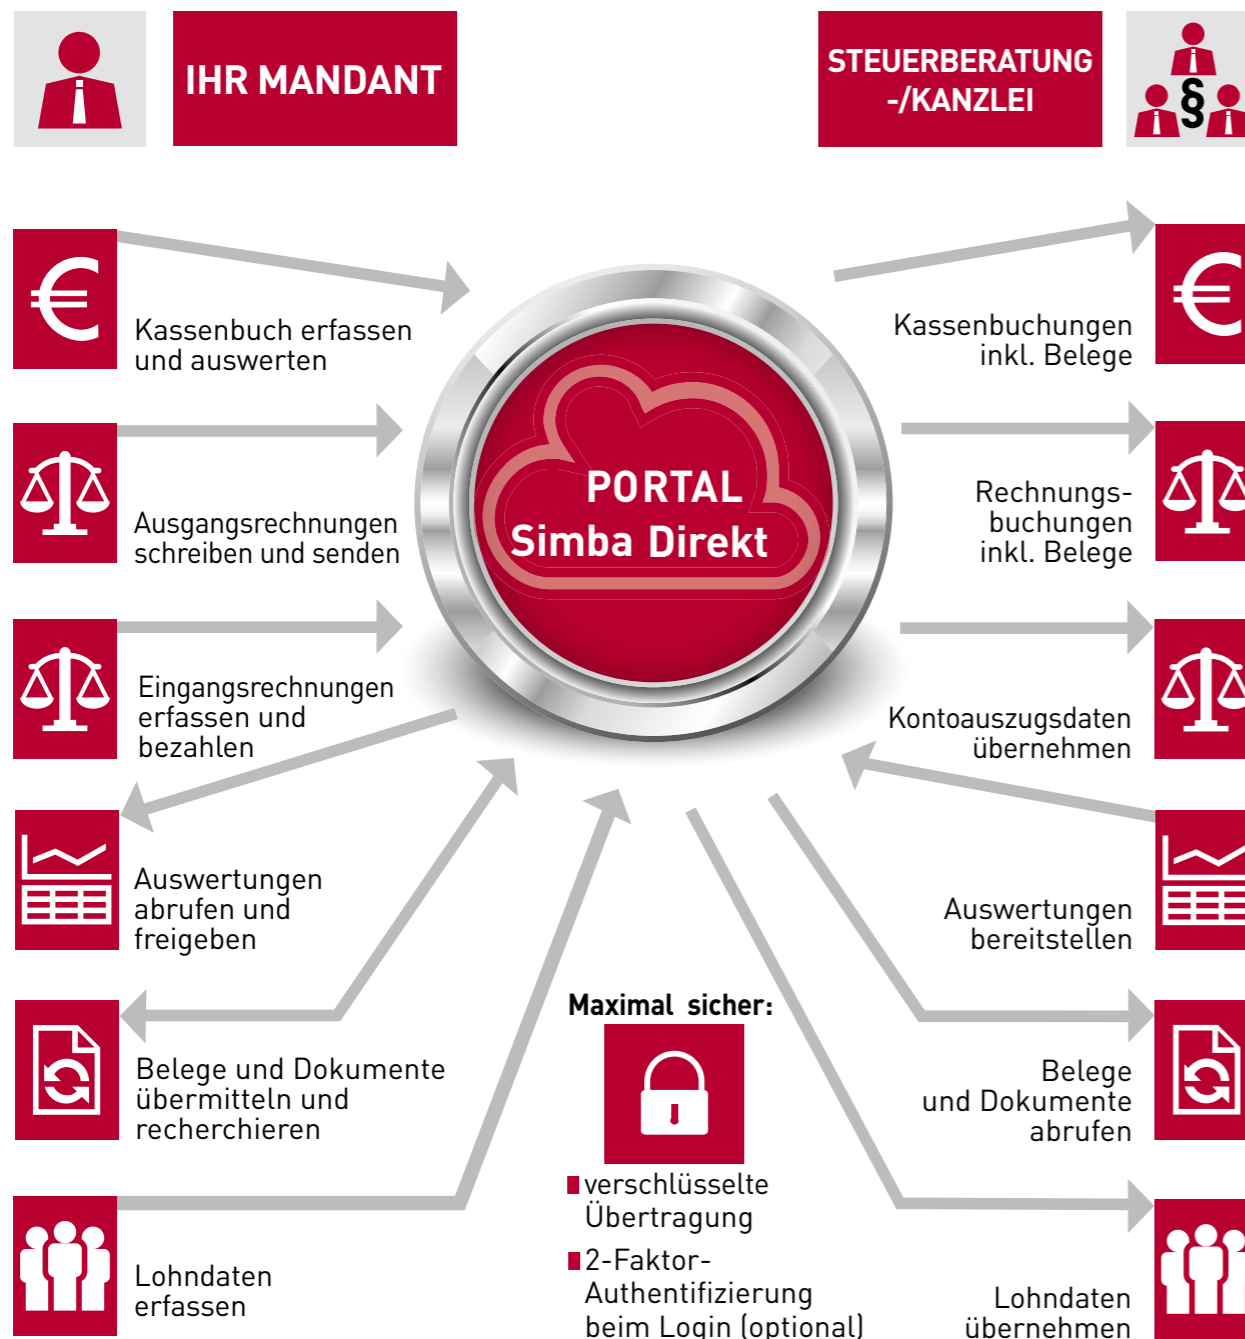 IHR MANDANT
STEUERBERATUNG
-/KANZLEI
€
Kassenbuch erfassen
und auswerten
Ausgangsrechnungen
schreiben und senden
Eingangsrechnungen
erfassen und
bezahlen
Auswertungen
abrufen und
freigeben
Belege und Dokumente
übermitteln und
recherchieren
Lohndaten
erfassen
PORTAL
Simba Direkt
Maximal sicher:
verschlüsselte
Übertragung
2-Faktor-
Authentifizierung
beim Login (optional)
§
€
Kassenbuchungen
inkl. Belege
Rechnungs-
buchungen
inkl. Belege
Kontoauszugsdaten
übernehmen
Auswertungen
bereitstellen
Belege
und Dokumente
abrufen
Lohndaten
übernehmen